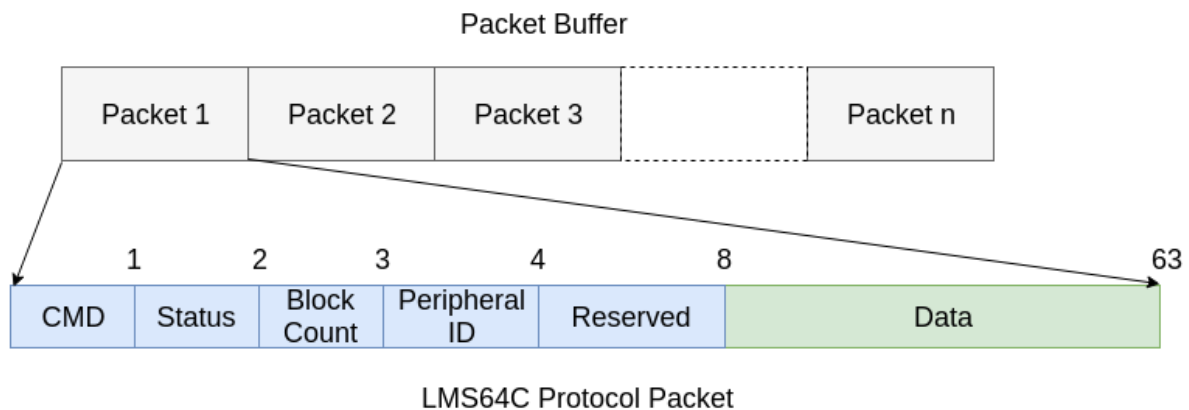 Packet Buffer
Packet 1 Packet 2 Packet 3 Packet n
1 2 3 4 8 63
CMD Status Block Count Peripheral ID Reserved Data
LMS64C Protocol Packet